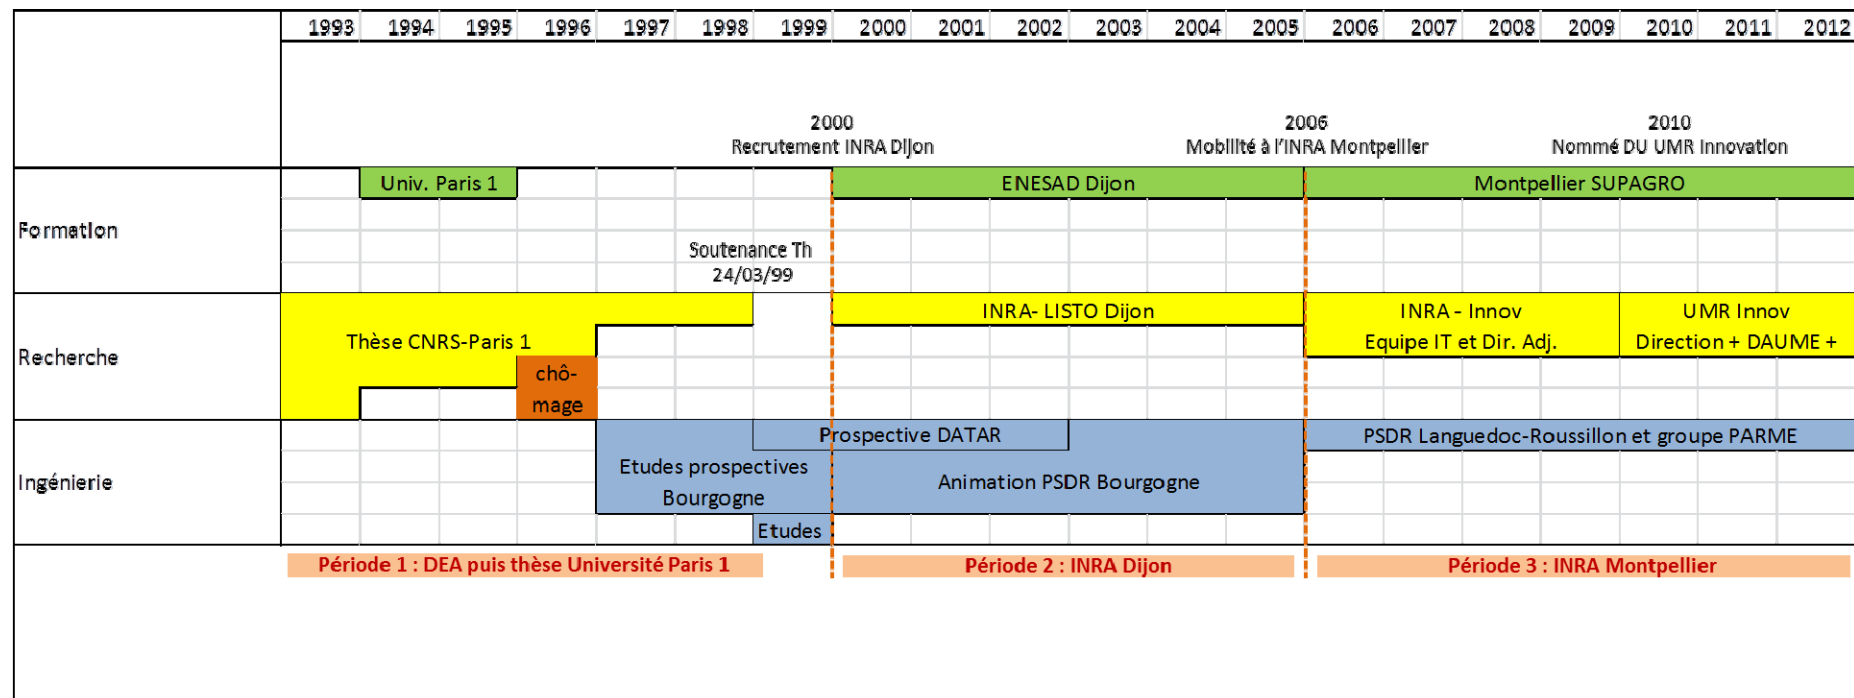 1993 1994 1995 1996 1997 1998 1999 2000 2001 2002 2003 2004 2005 2006 2007 2008 2009 2010 2011 2012
2000 2006 2010
Recrutement INRA Dijon Mobilité à l'INRA Montpellier Nommé DU UMR Innovation
Univ. Paris 1 ENESAD Dijon Montpellier SUPAGRO
Formation
Soutenance Th
24/03/99
INRA- LISTO Dijon INRA - Innov UMR Innov
Thèse CNRS-Paris 1 Equipe IT et Dir. Adj. Direction + DAUME +
Recherche
chô-
mage
Prospective DATAR PSDR Languedoc-Roussillon et groupe PARME
Etudes prospectives
Bourgogne
Ingénierie Animation PSDR Bourgogne
Etudes
Période 1 : DEA puis thèse Université Paris 1 Période 2 : INRA Dijon Période 3 : INRA Montpellier